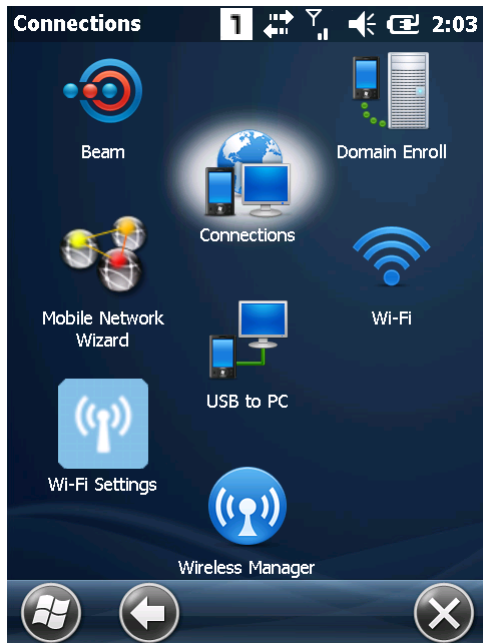 Connections 1 2:03
Beam
Domain Enroll
Connections
Mobile Network
Wizard
Wi-Fi
USB to PC
Wi-Fi Settings
Wireless Manager